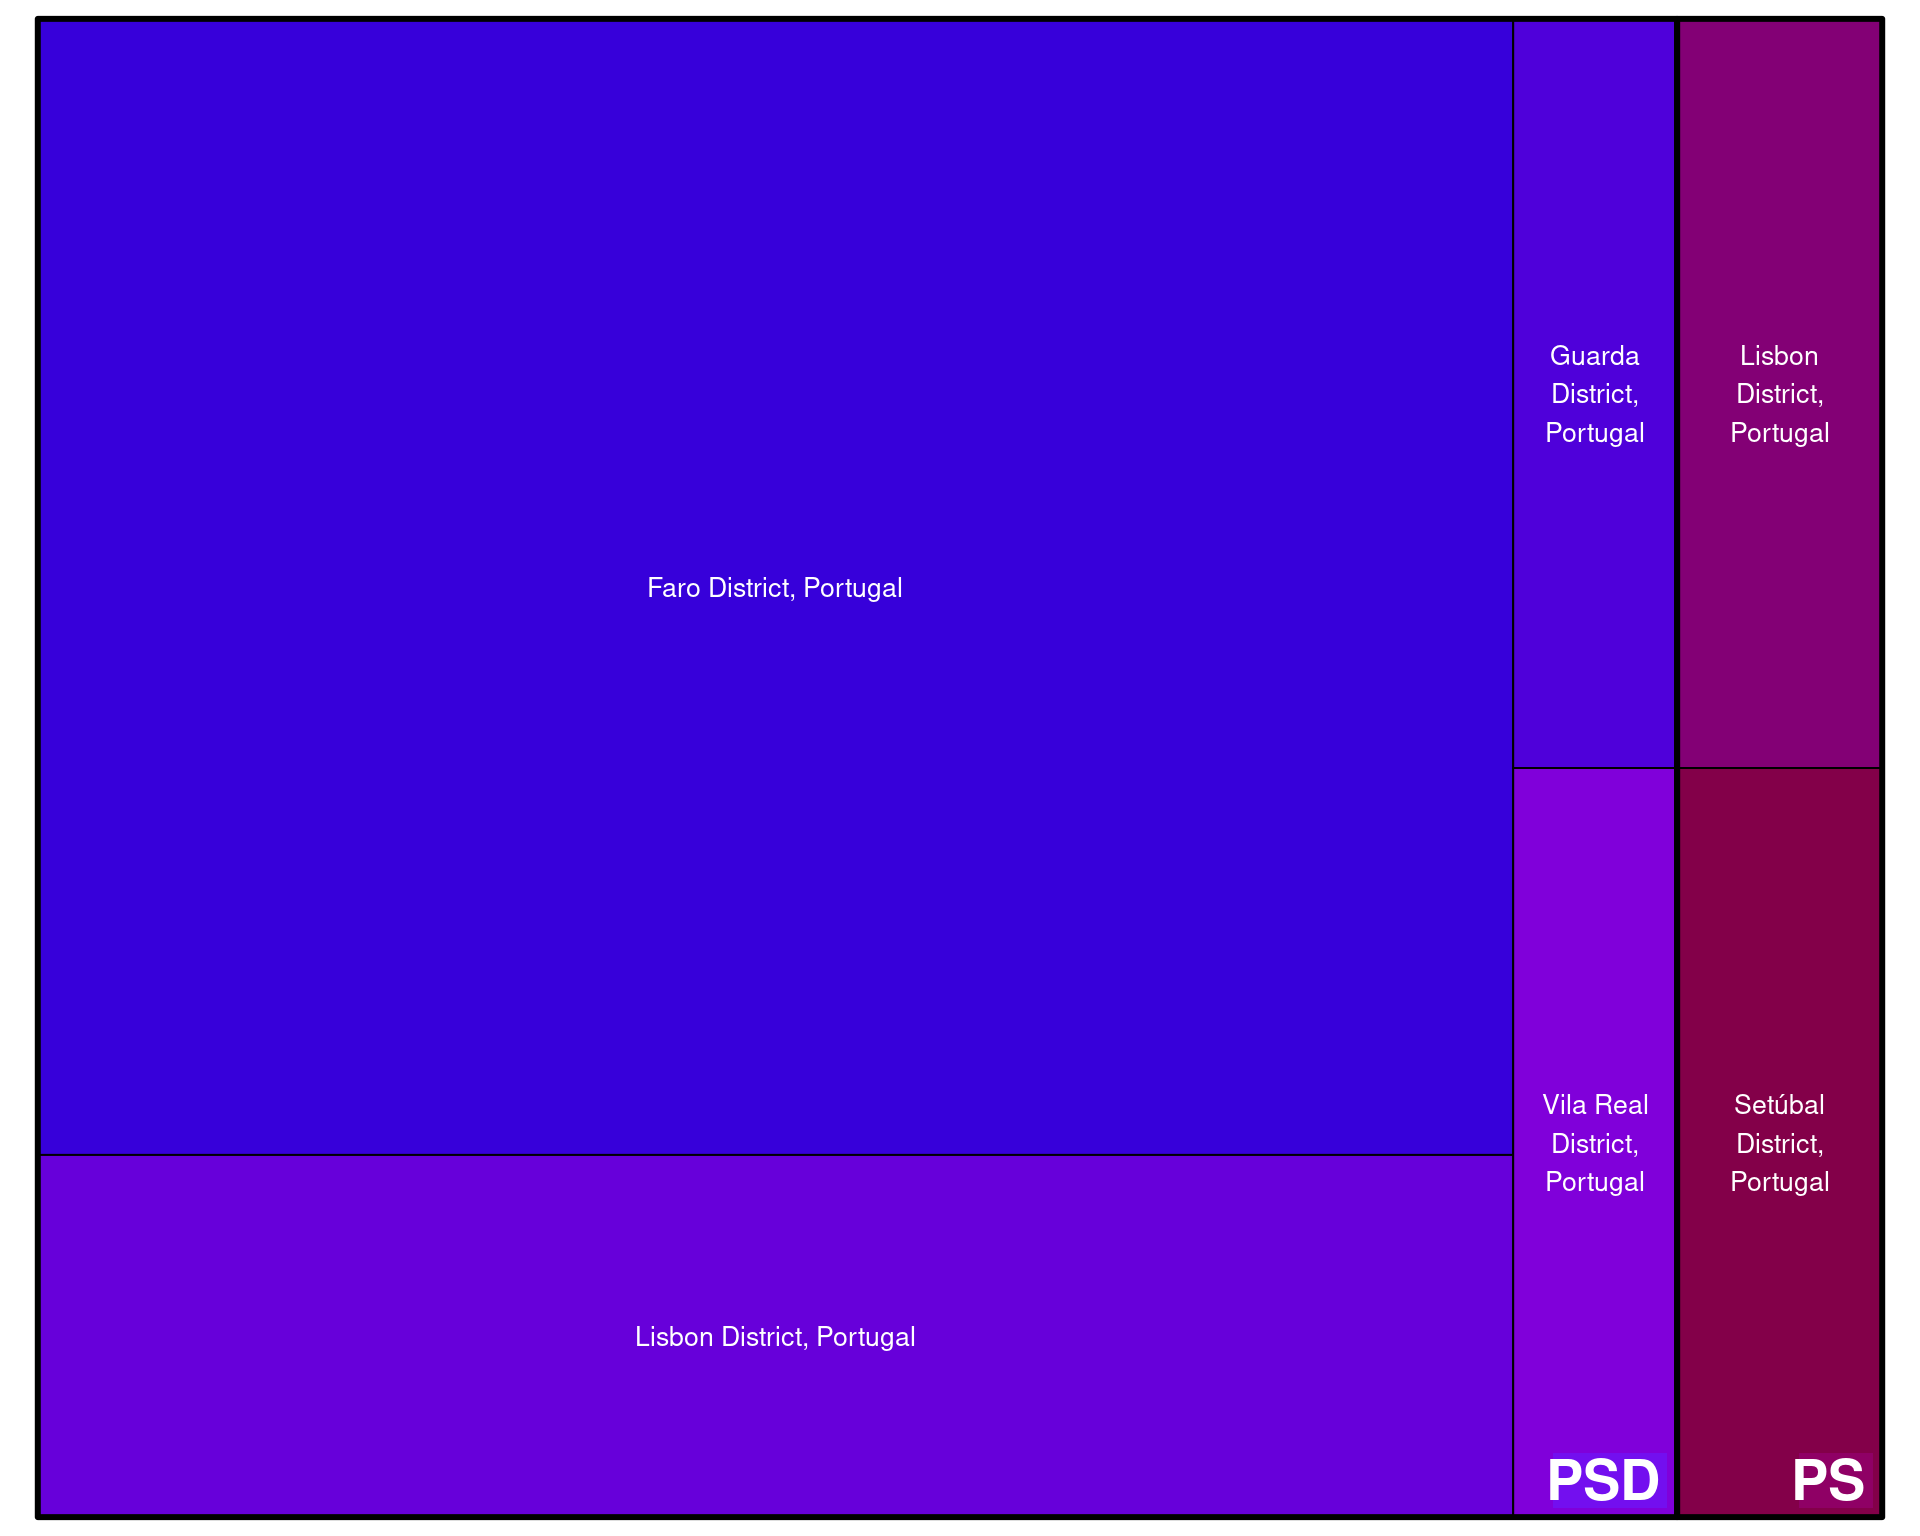 Faro District, Portugal
Lisbon District, Portugal
Guarda
District,
Portugal
Vila Real
District,
Portugal
PSD
Lisbon
District,
Portugal
Setúbal
District,
Portugal
PS